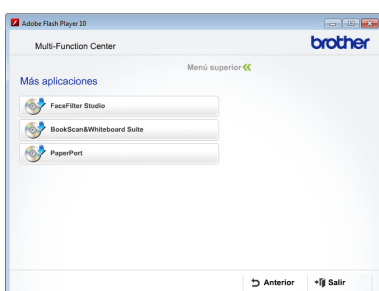 Adobe Flash Player 10
Multi-Function Center
brother
Menú superior
Más aplicaciones
FaceFilter Studio
BookScan&Whiteboard Suite
PaperPort
Anterior
Salir